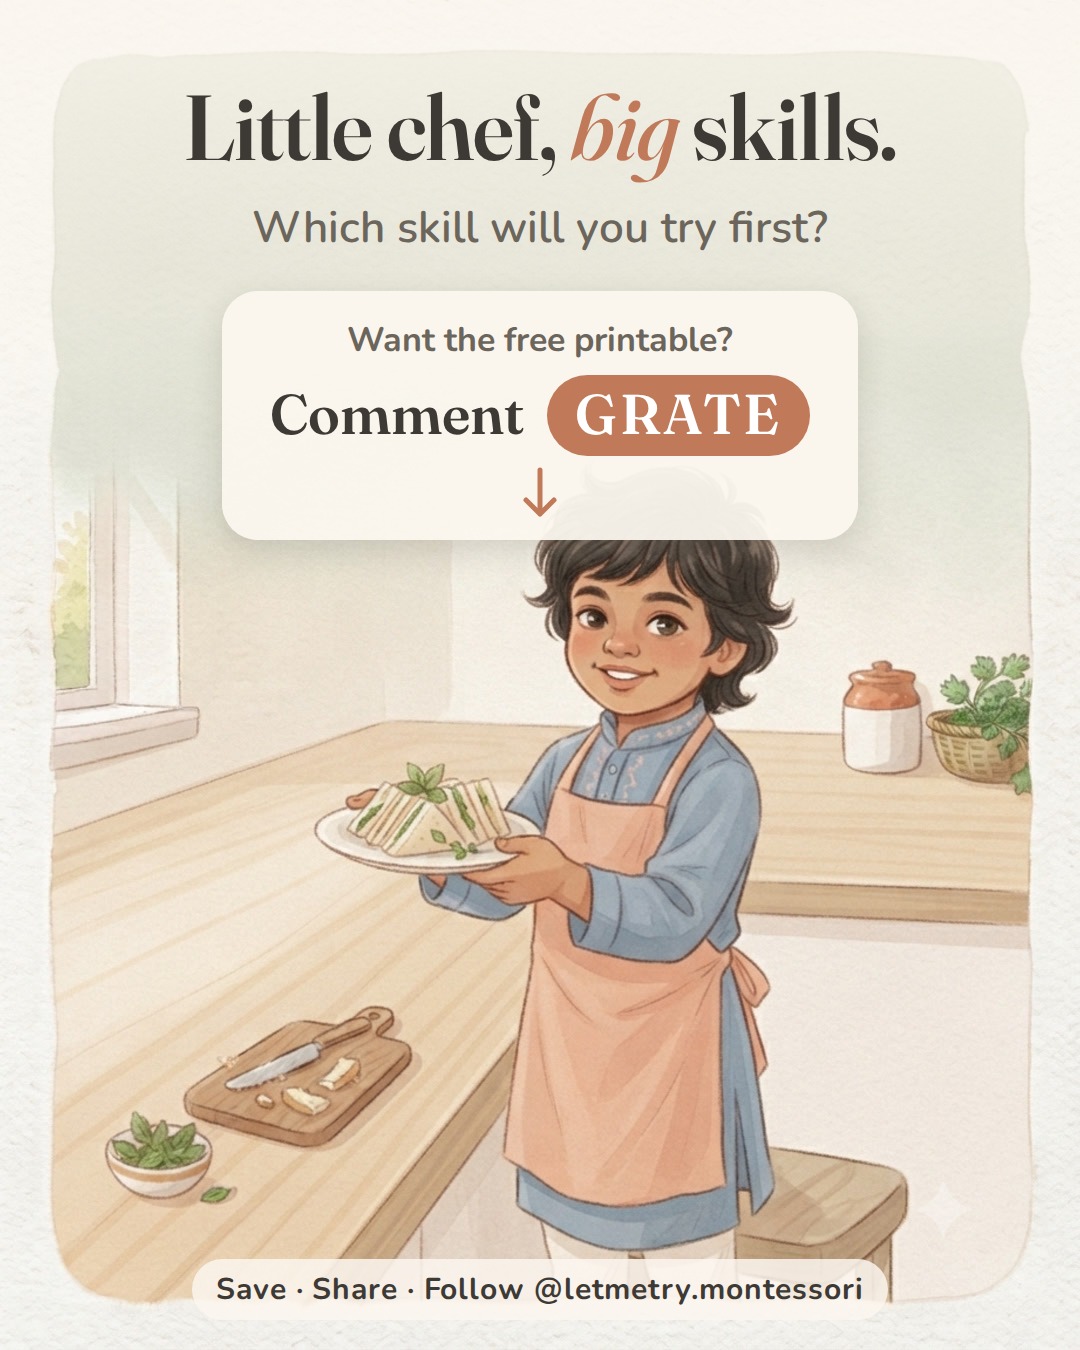 Little chef, big skills.
Which skill will you try first?
Want the free printable?
Comment GRATE
Save · Share · Follow @letmetry.montessori